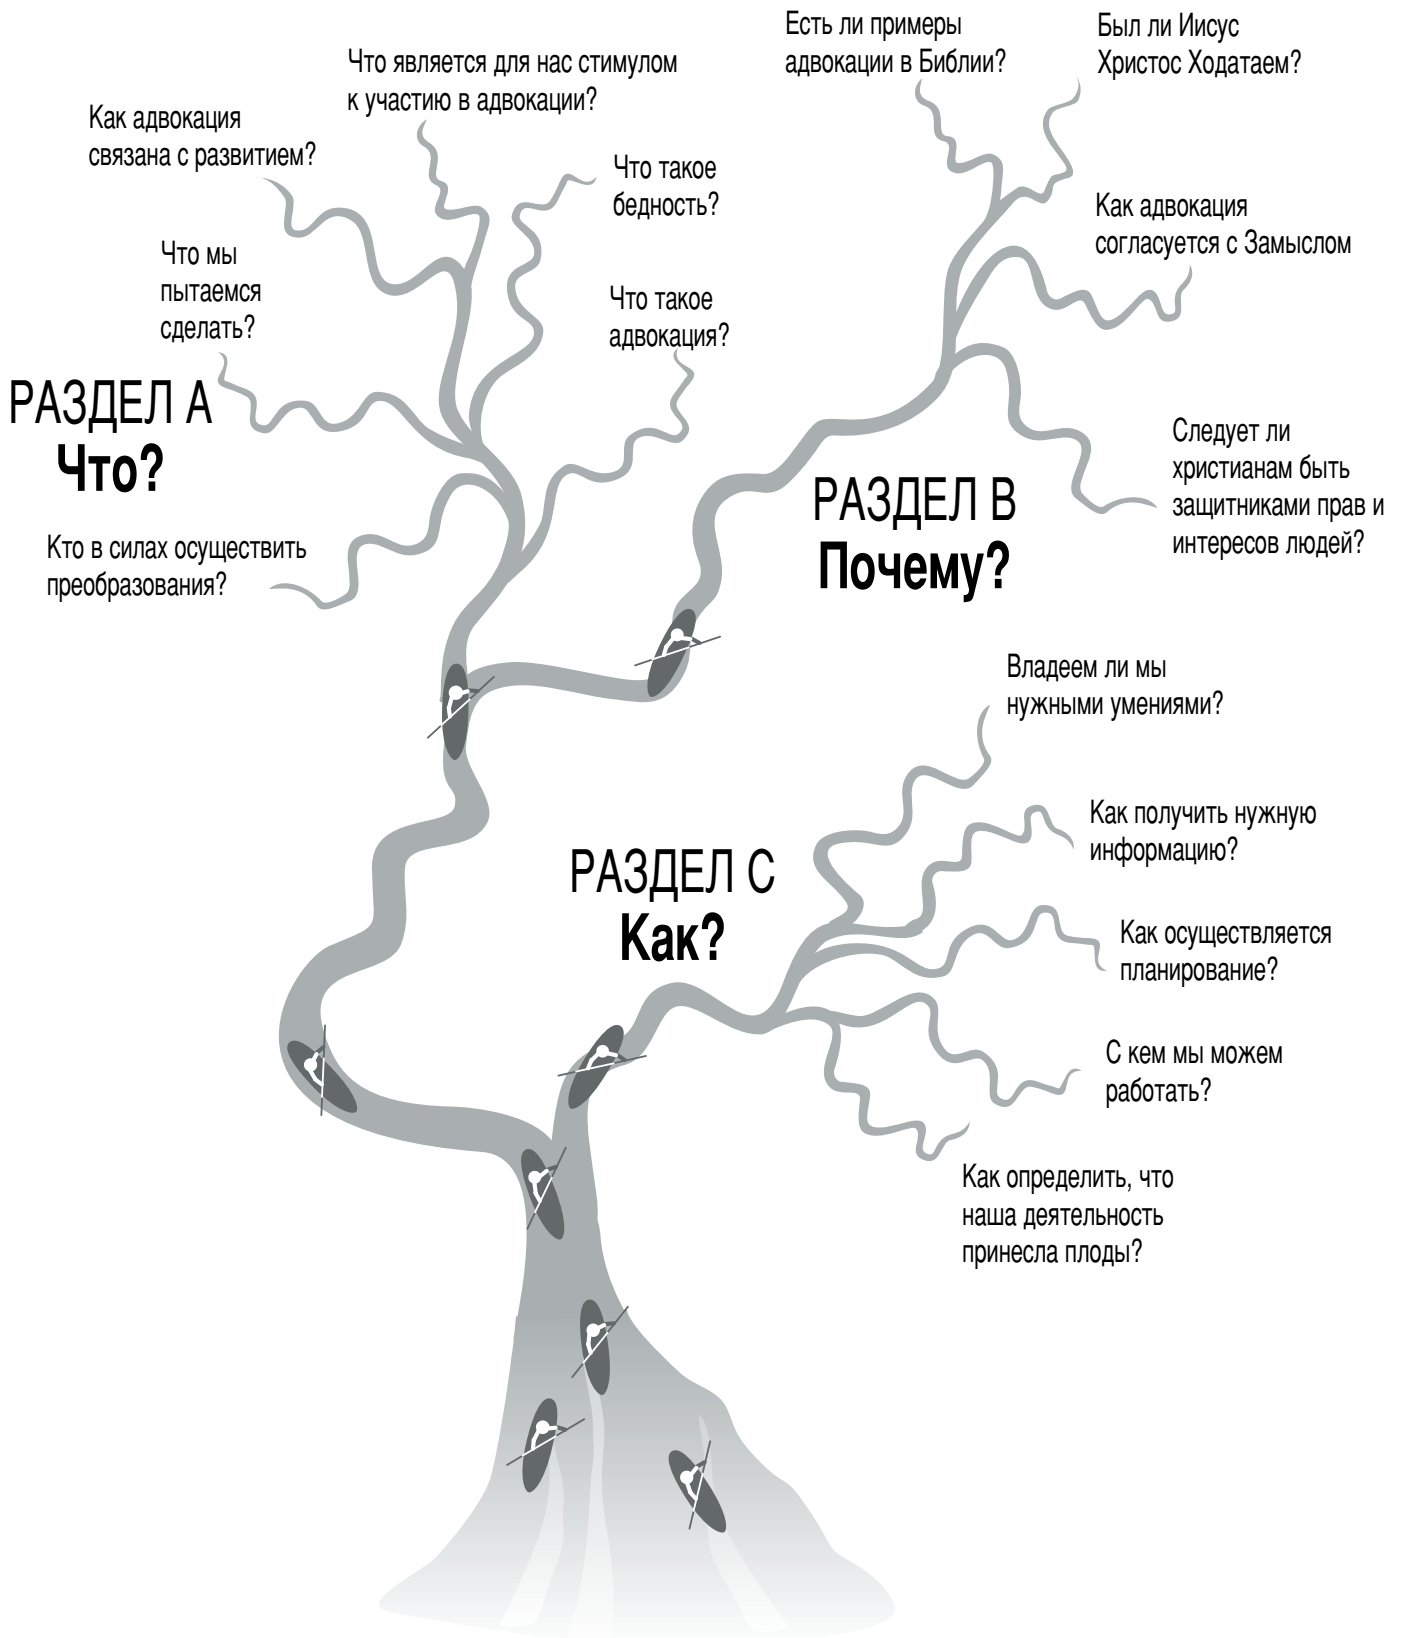 Что является для нас стимулом
к участию в адвокации?
Как адвокация
связана с развитием?
Что такое
бедность?
Что мы
пытаемся
сделать?
Что такое
адвокация?
РАЗДЕЛ А
Что?
Кто в силах осуществить
преобразования?
Есть ли примеры
адвокации в Библии?
Был ли Иисус
Христос Ходатаем?
Как адвокация
согласуется с Замыслом
Следует ли
христианам быть
защитниками прав и
интересов людей?
РАЗДЕЛ В
Почему?
РАЗДЕЛ С
Как?
Владеем ли мы
нужными умениями?
Как получить нужную
информацию?
Как осуществляется
планирование?
С кем мы можем
работать?
Как определить, что
наша деятельность
принесла плоды?